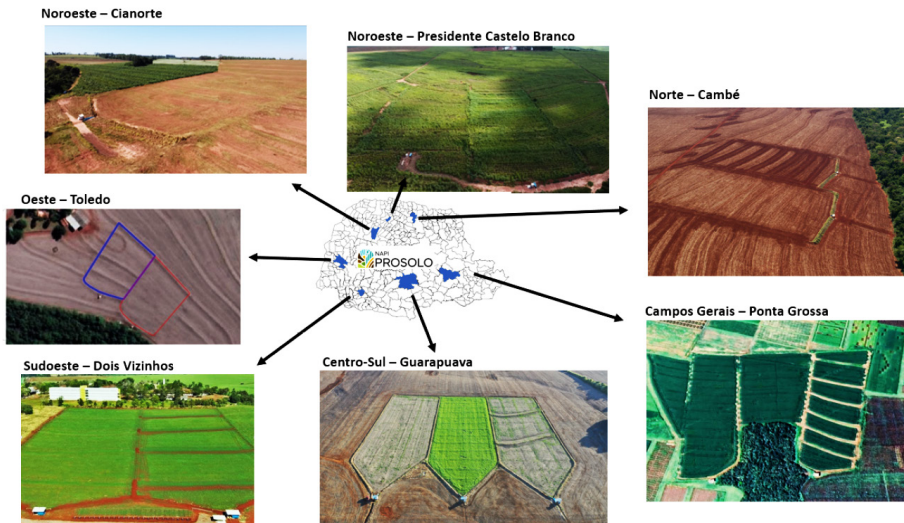 Noroeste – Cianorte
Noroeste – Presidente Castelo Branco
Norte – Cambé
Oeste – Toledo
NAPI
PROSOLO
Campos Gerais – Ponta Grossa
Sudoeste – Dois Vizinhos
Centro-Sul – Guarapuava